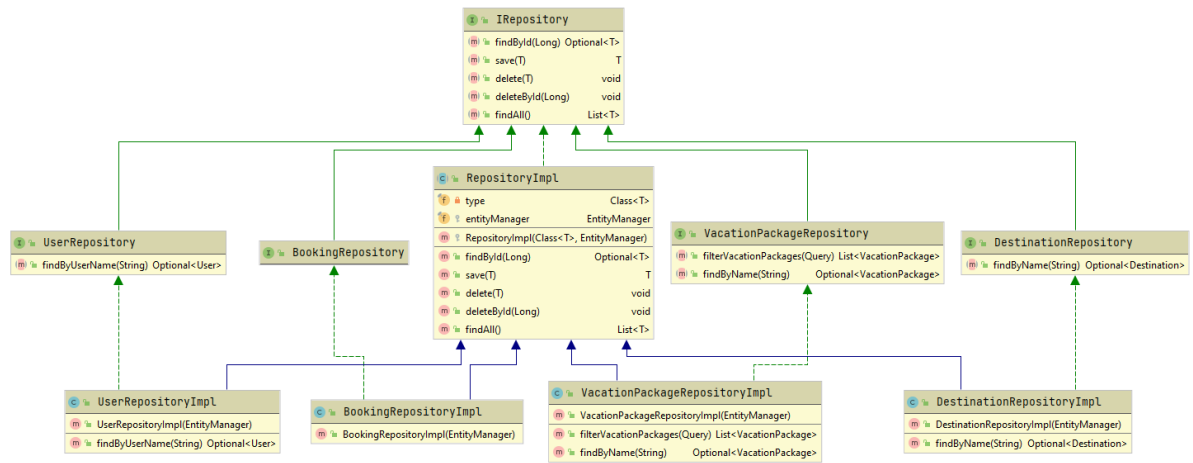 IRepository
findById(Long) Optional<T>
save(T) T
delete(T) void
deleteById(Long) void
findAll() List<T>
RepositoryImpl
type Class<T>
entityManager EntityManager
RepositoryImpl(Class<T>, EntityManager)
findById(Long) Optional<T>
save(T) T
delete(T) void
deleteById(Long) void
findAll() List<T>
UserRepository
findByUserName(String) Optional<User>
BookingRepository
VacationPackageRepository
filterVacationPackages(Query) List<VacationPackage>
findByName(String) Optional<VacationPackage>
DestinationRepository
findByName(String) Optional<Destination>
UserRepositoryImpl
UserRepositoryImpl(EntityManager)
findByUserName(String) Optional<User>
BookingRepositoryImpl
BookingRepositoryImpl(EntityManager)
VacationPackageRepositoryImpl
VacationPackageRepositoryImpl(EntityManager)
filterVacationPackages(Query) List<VacationPackage>
findByName(String) Optional<VacationPackage>
DestinationRepositoryImpl
DestinationRepositoryImpl(EntityManager)
findByName(String) Optional<Destination>